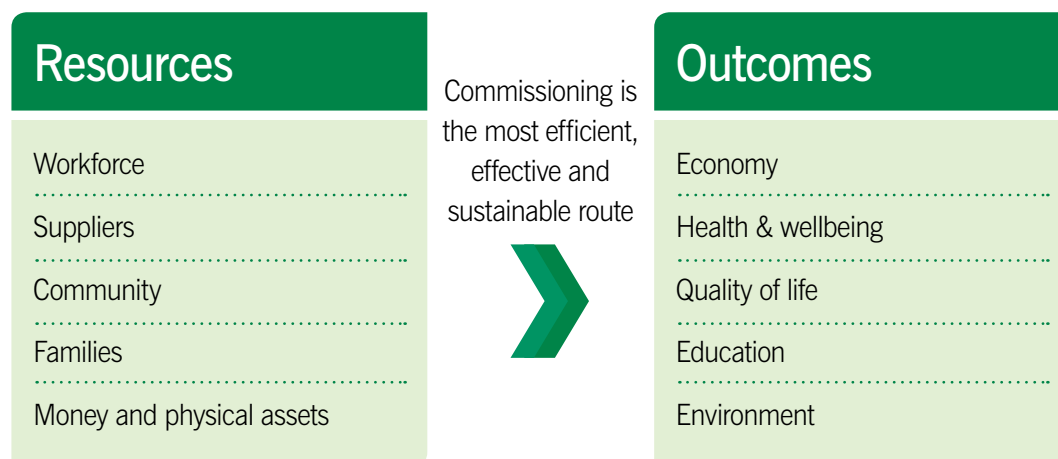 Resources
Workforce
Suppliers
Community
Families
Money and physical assets
Commissioning is
the most efficient,
effective and
sustainable route
Outcomes
Economy
Health & wellbeing
Quality of life
Education
Environment